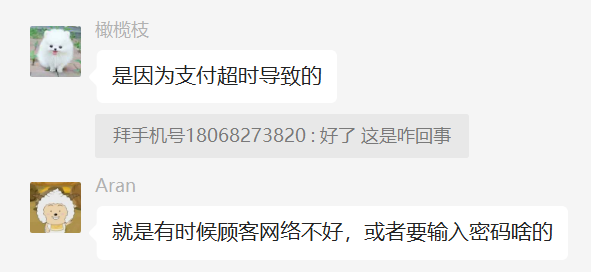 橄榄枝
是因为支付超时导致的
拜手机号18068273820 : 好了 这是咋回事
Aran
就是有时候顾客网络不好，或者要输入密码啥的